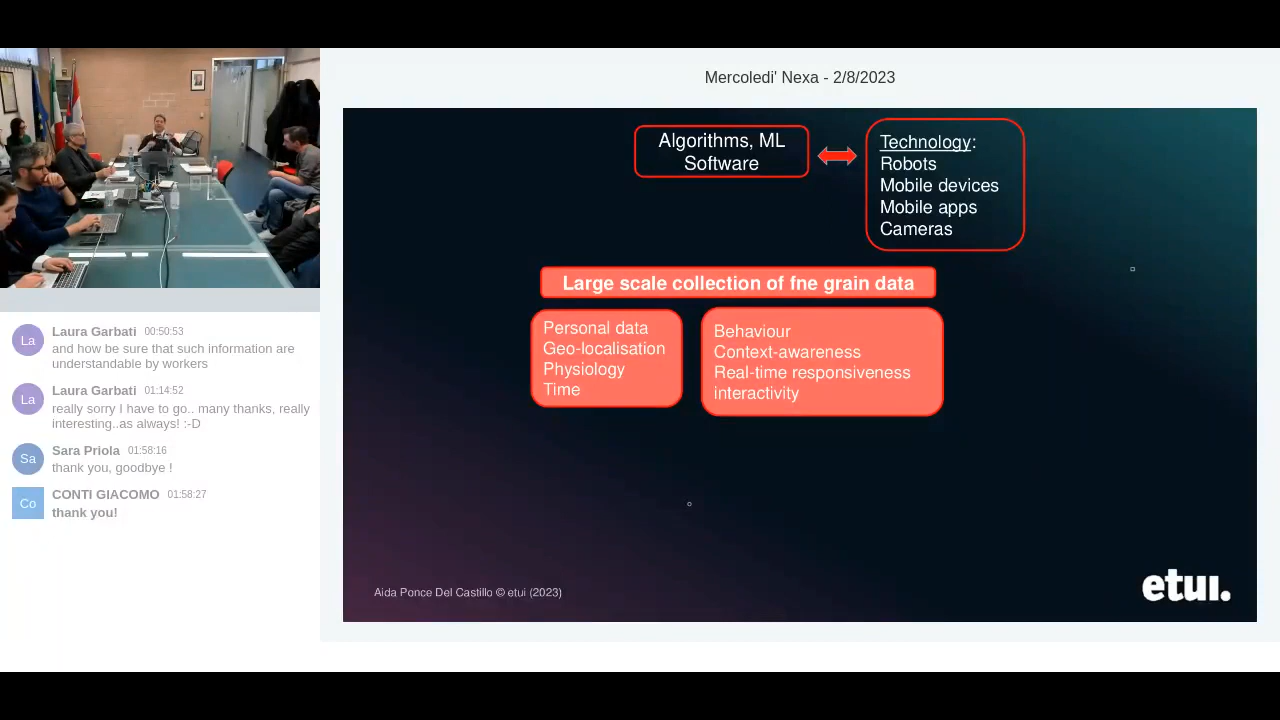 Mercoledi' Nexa - 2/8/2023
Algorithms, ML
Software
Technology:
Robots
Mobile devices
Mobile apps
Cameras
Large scale collection of fne grain data
Personal data
Geo-localisation
Physiology
Time
Behaviour
Context-awareness
Real-time responsiveness
interactivity
Aida Ponce Del Castillo © etui (2023)
etui.
La
Laura Garbati 00:50:53
and how be sure that such information are
understandable by workers
La
Laura Garbati 01:14:52
really sorry I have to go.. many thanks, really
interesting..as always! :-D
Sa
Sara Priola 01:58:16
thank you, goodbye !
Co
CONTI GIACOMO 01:58:27
thank you!